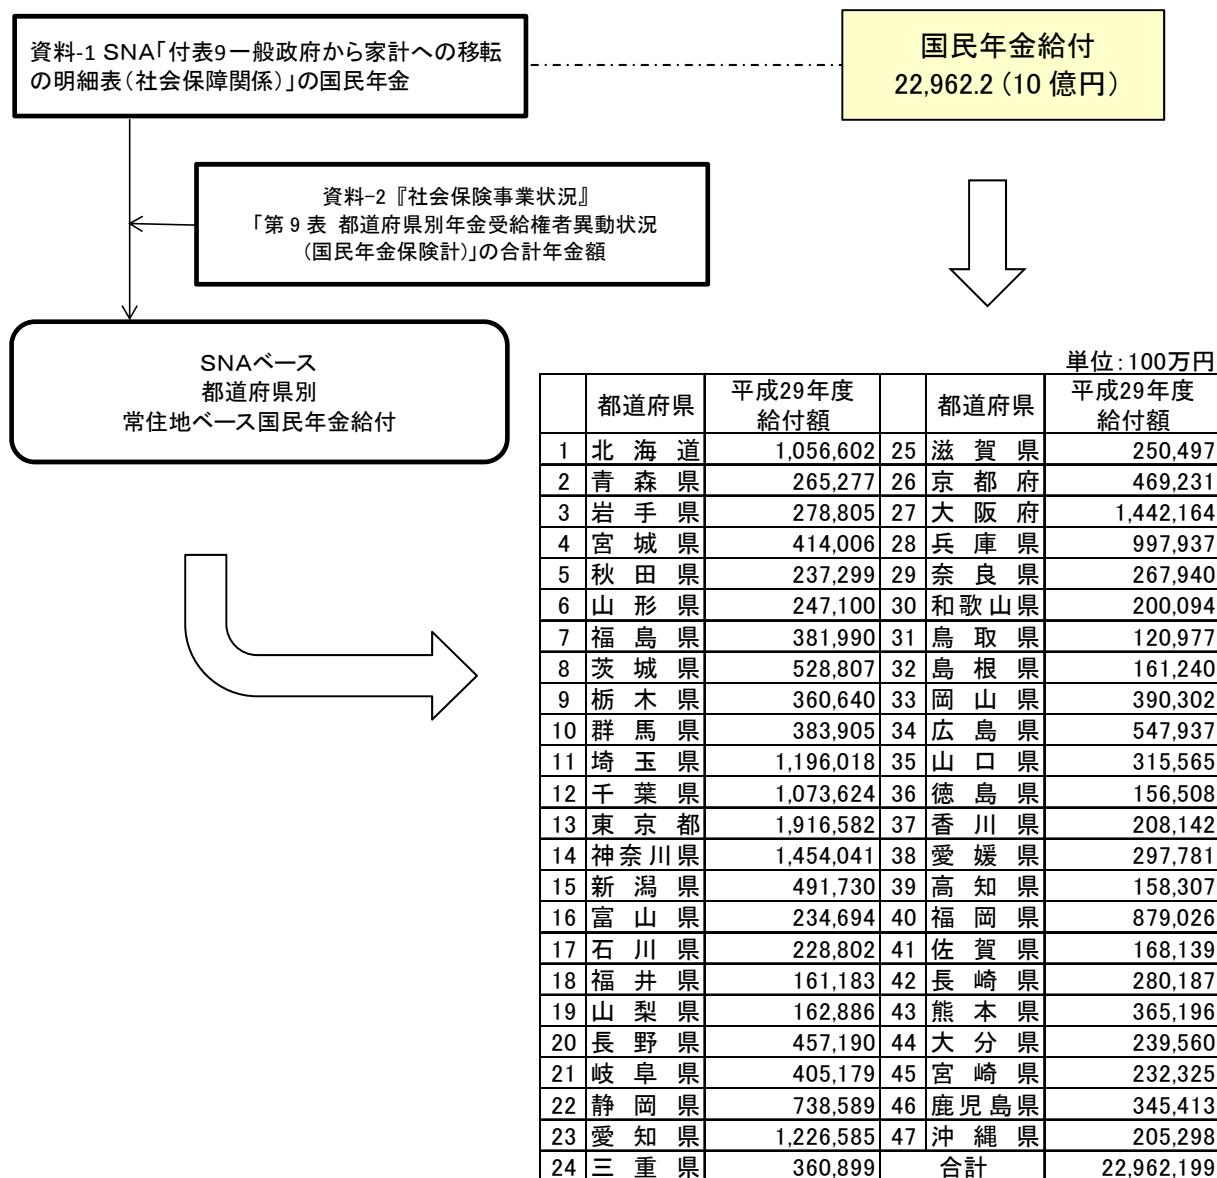 資料-1 SNA「付表9一般政府から家計への移転
の明細表(社会保障関係)」の国民年金
国民年金給付
22,962.2(10 億円)
資料-2『社会保険事業状況』
「第 9 表 都道府県別年金受給権者異動状況
(国民年金保険計)」の合計年金額
SNAベース
都道府県別
常住地ベース国民年金給付
単位:100万円
都道府県 平成29年度 給付額 都道府県 平成29年度 給付額
1 北海道 1,056,602 25 滋賀県 250,497
2 青森県 265,277 26 京都府 469,231
3 岩手県 278,805 27 大阪府 1,442,164
4 宮城県 414,006 28 兵庫県 997,937
5 秋田県 237,299 29 奈良県 267,940
6 山形県 247,100 30 和歌山県 200,094
7 福島県 381,990 31 鳥取県 120,977
8 茨城県 528,807 32 島根県 161,240
9 栃木県 360,640 33 岡山県 390,302
10 群馬県 383,905 34 広島県 547,937
11 埼玉県 1,196,018 35 山口県 315,565
12 千葉県 1,073,624 36 徳島県 156,508
13 東京都 1,916,582 37 香川県 208,142
14 神奈川県 1,454,041 38 愛媛県 297,781
15 新潟県 491,730 39 高知県 158,307
16 富山県 234,694 40 福岡県 879,026
17 石川県 228,802 41 佐賀県 168,139
18 福井県 161,183 42 長崎県 280,187
19 山梨県 162,886 43 熊本県 365,196
20 長野県 457,190 44 大分県 239,560
21 岐阜県 405,179 45 宮崎県 232,325
22 静岡県 738,589 46 鹿児島県 345,413
23 愛知県 1,226,585 47 沖縄県 205,298
24 三重県 360,899 合計 22,962,199